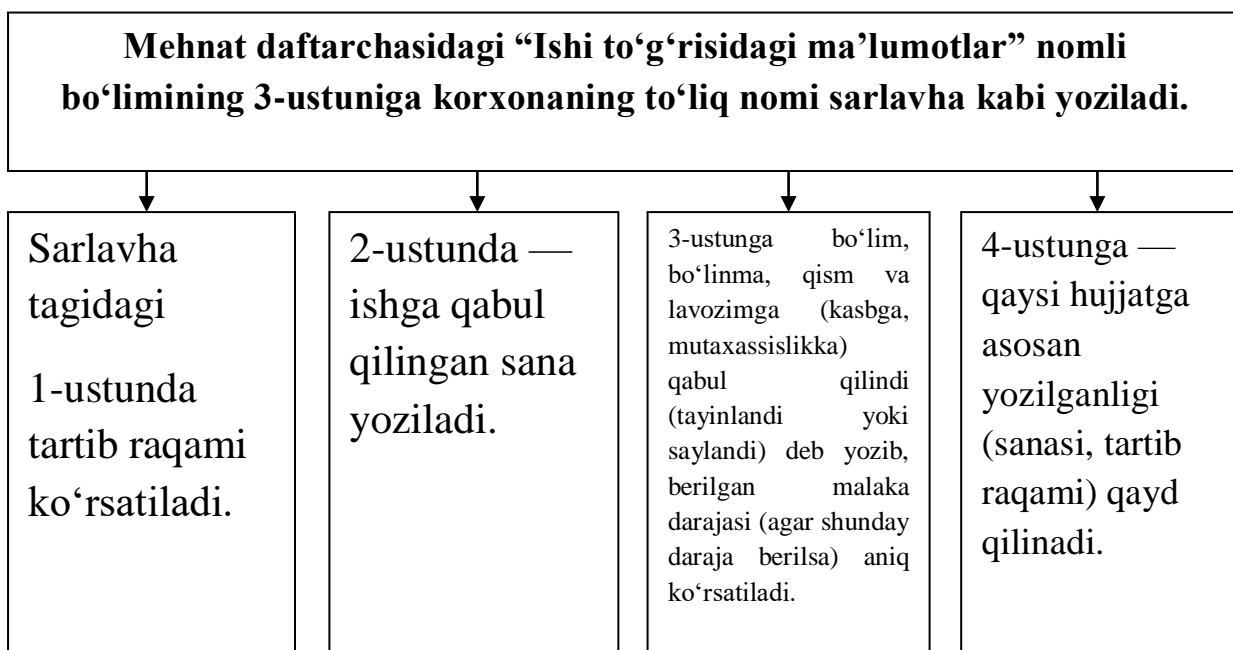 Mehnat daftarchasidagi “Ishi to‘g‘risidagi ma’lumotlar” nomli
bo‘limining 3-ustuniga korxonaning to‘liq nomi sarlavha kabi yoziladi.
Sarlavha
tagidagi
1-ustunda
tartib raqami
ko‘rsatiladi.
2-ustunda —
ishga qabul
qilingan sana
yoziladi.
3-ustunga bo‘lim,
bo‘linma, qism va
lavozimga (kasbga,
mutaxassislikka)
qabul qilindi
(tayinlandi yoki
saylandi) deb yozib,
berilgan malaka
darajasi (agar shunday
daraja berilsa) aniq
ko‘rsatiladi.
4-ustunga —
qaysi hujjatga
asosan
yozilganligi
(sanasi, tartib
raqami) qayd
qilinadi.